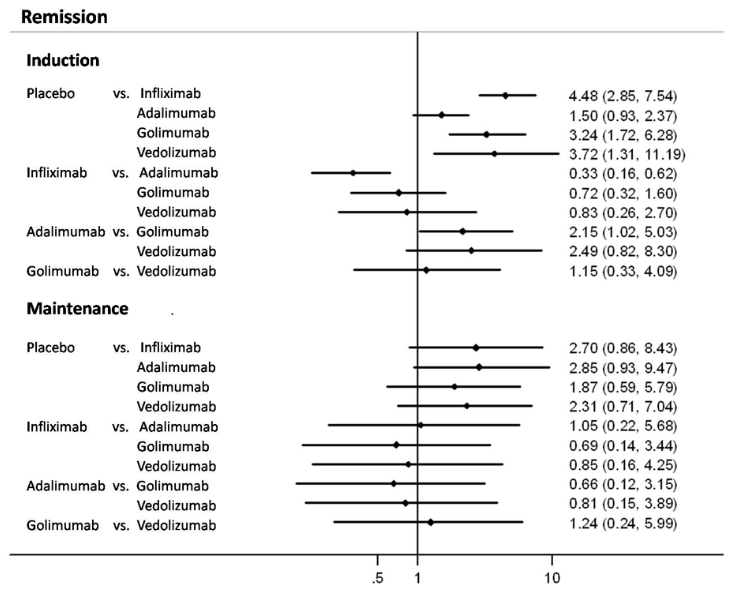 Remission
Induction
Placebo vs. Infliximab 4.48 (2.85, 7.54)
Adalimumab 1.50 (0.93, 2.37)
Golimumab 3.24 (1.72, 6.28)
Vedolizumab 3.72 (1.31, 11.19)
Infliximab vs. Adalimumab 0.33 (0.16, 0.62)
Golimumab 0.72 (0.32, 1.60)
Vedolizumab 0.83 (0.26, 2.70)
Adalimumab vs. Golimumab 2.15 (1.02, 5.03)
Vedolizumab 2.49 (0.82, 8.30)
Golimumab vs. Vedolizumab 1.15 (0.33, 4.09)
Maintenance
Placebo vs. Infliximab 2.70 (0.86, 8.43)
Adalimumab 2.85 (0.93, 9.47)
Golimumab 1.87 (0.59, 5.79)
Vedolizumab 2.31 (0.71, 7.04)
Infliximab vs. Adalimumab 1.05 (0.22, 5.68)
Golimumab 0.69 (0.14, 3.44)
Vedolizumab 0.85 (0.16, 4.25)
Adalimumab vs. Golimumab 0.66 (0.12, 3.15)
Vedolizumab 0.81 (0.15, 3.89)
Golimumab vs. Vedolizumab 1.24 (0.24, 5.99)
.5 1 10